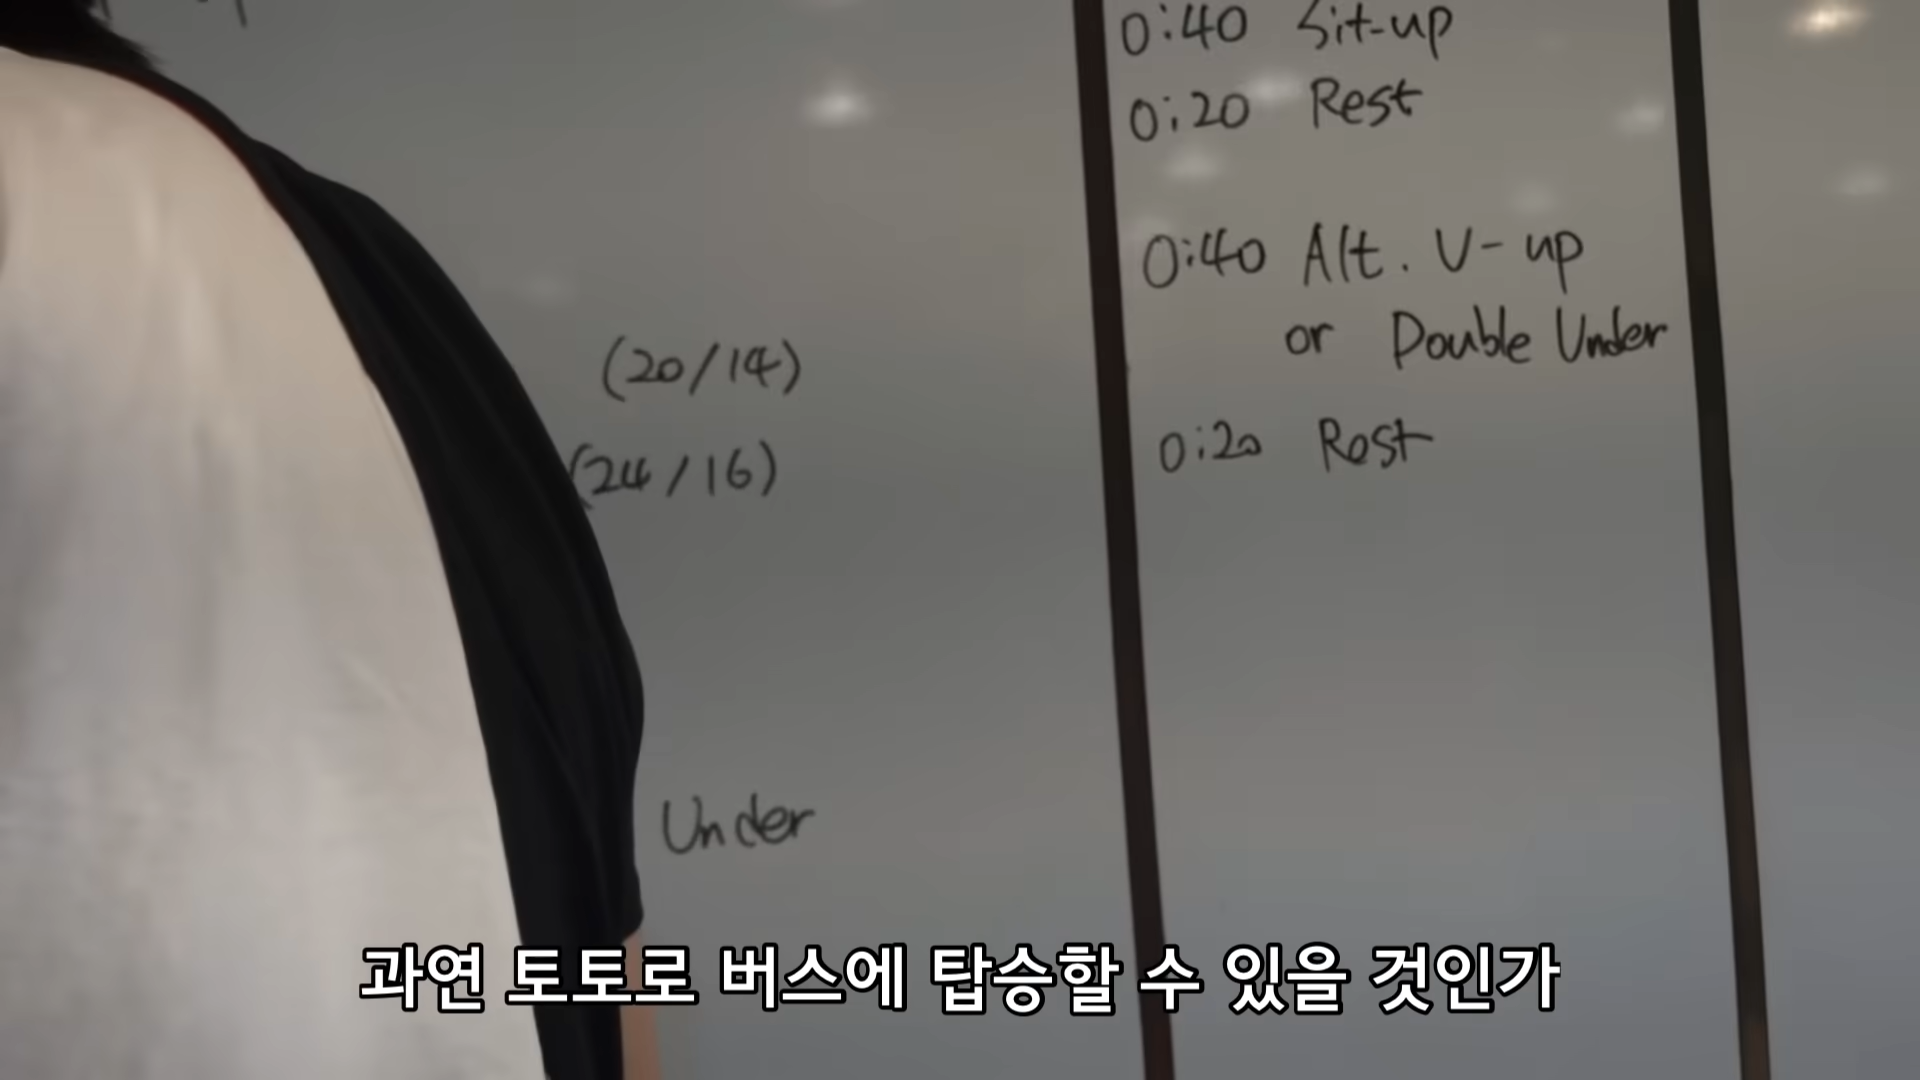 (20/14)
(24/16)
Under
0:40 Sit-up
0:20 Rest
0:40 Alt. V-up
or Double Under
0:20 Rest
과연 토토로 버스에 탑승할 수 있을 것인가